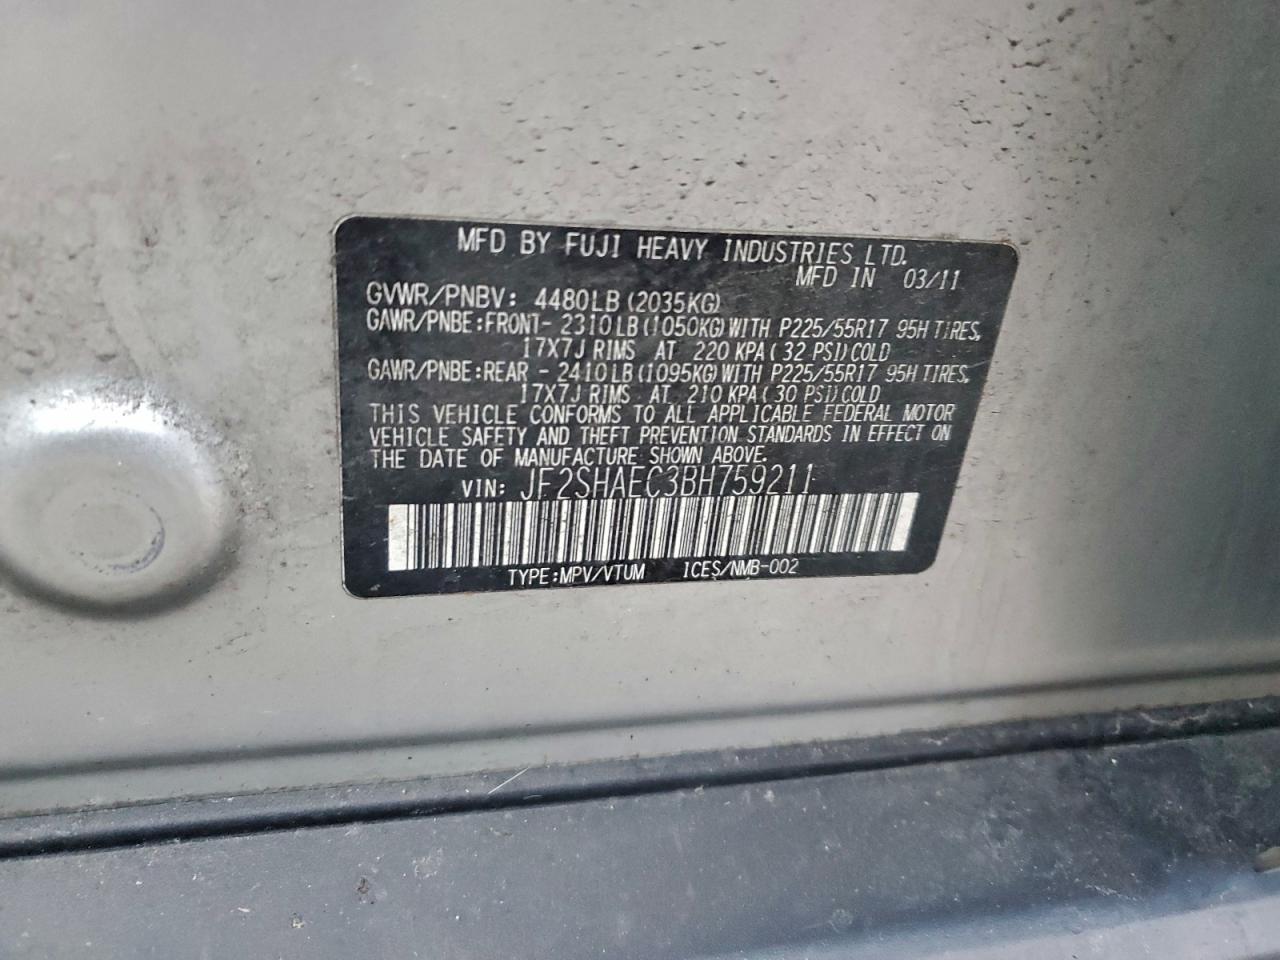 MFD BY FUJI HEAVY INDUSTRIES LTD.
MFD IN 03/11
GVWR/PNBV: 4480LB (2035KG)
GAWR/PNBE:FRONT- 2310LB (1050KG) WITH P225/55R17 95H TIRES,
17X7J RIMS AT 220 KPA ( 32 PSI) COLD
GAWR/PNBE:REAR - 2410LB (1095KG) WITH P225/55R17 95H TIRES,
17X7J RIMS AT 210 KPA ( 30 PSI) COLD
THIS VEHICLE CONFORMS TO ALL APPLICABLE FEDERAL MOTOR
VEHICLE SAFETY AND THEFT PREVENTION STANDARDS IN EFFECT ON
THE DATE OF MANUFACTURE SHOWN ABOVE.
VIN: JF2SHAEC3BH759211
TYPE:MPV/VTUM ICES/NMB-002